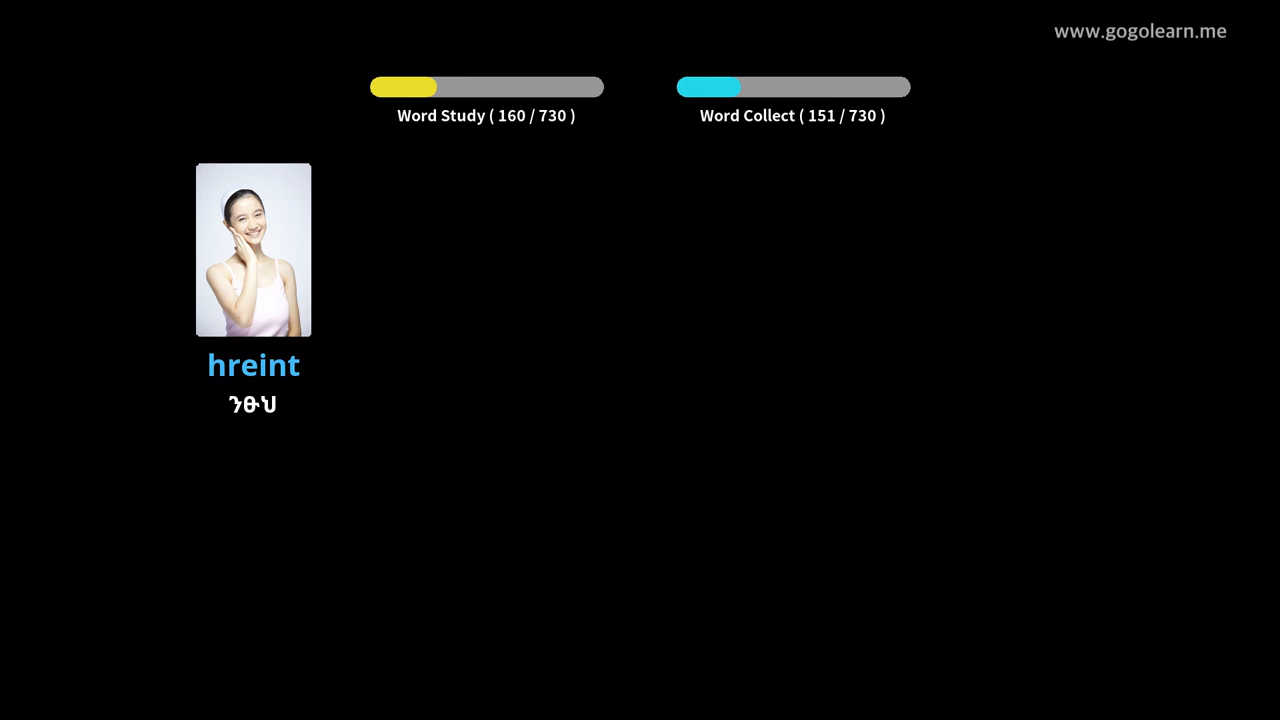 www.gogolearn.me
Word Study ( 160 / 730 )
Word Collect ( 151 / 730 )
hreint
ንፁህ